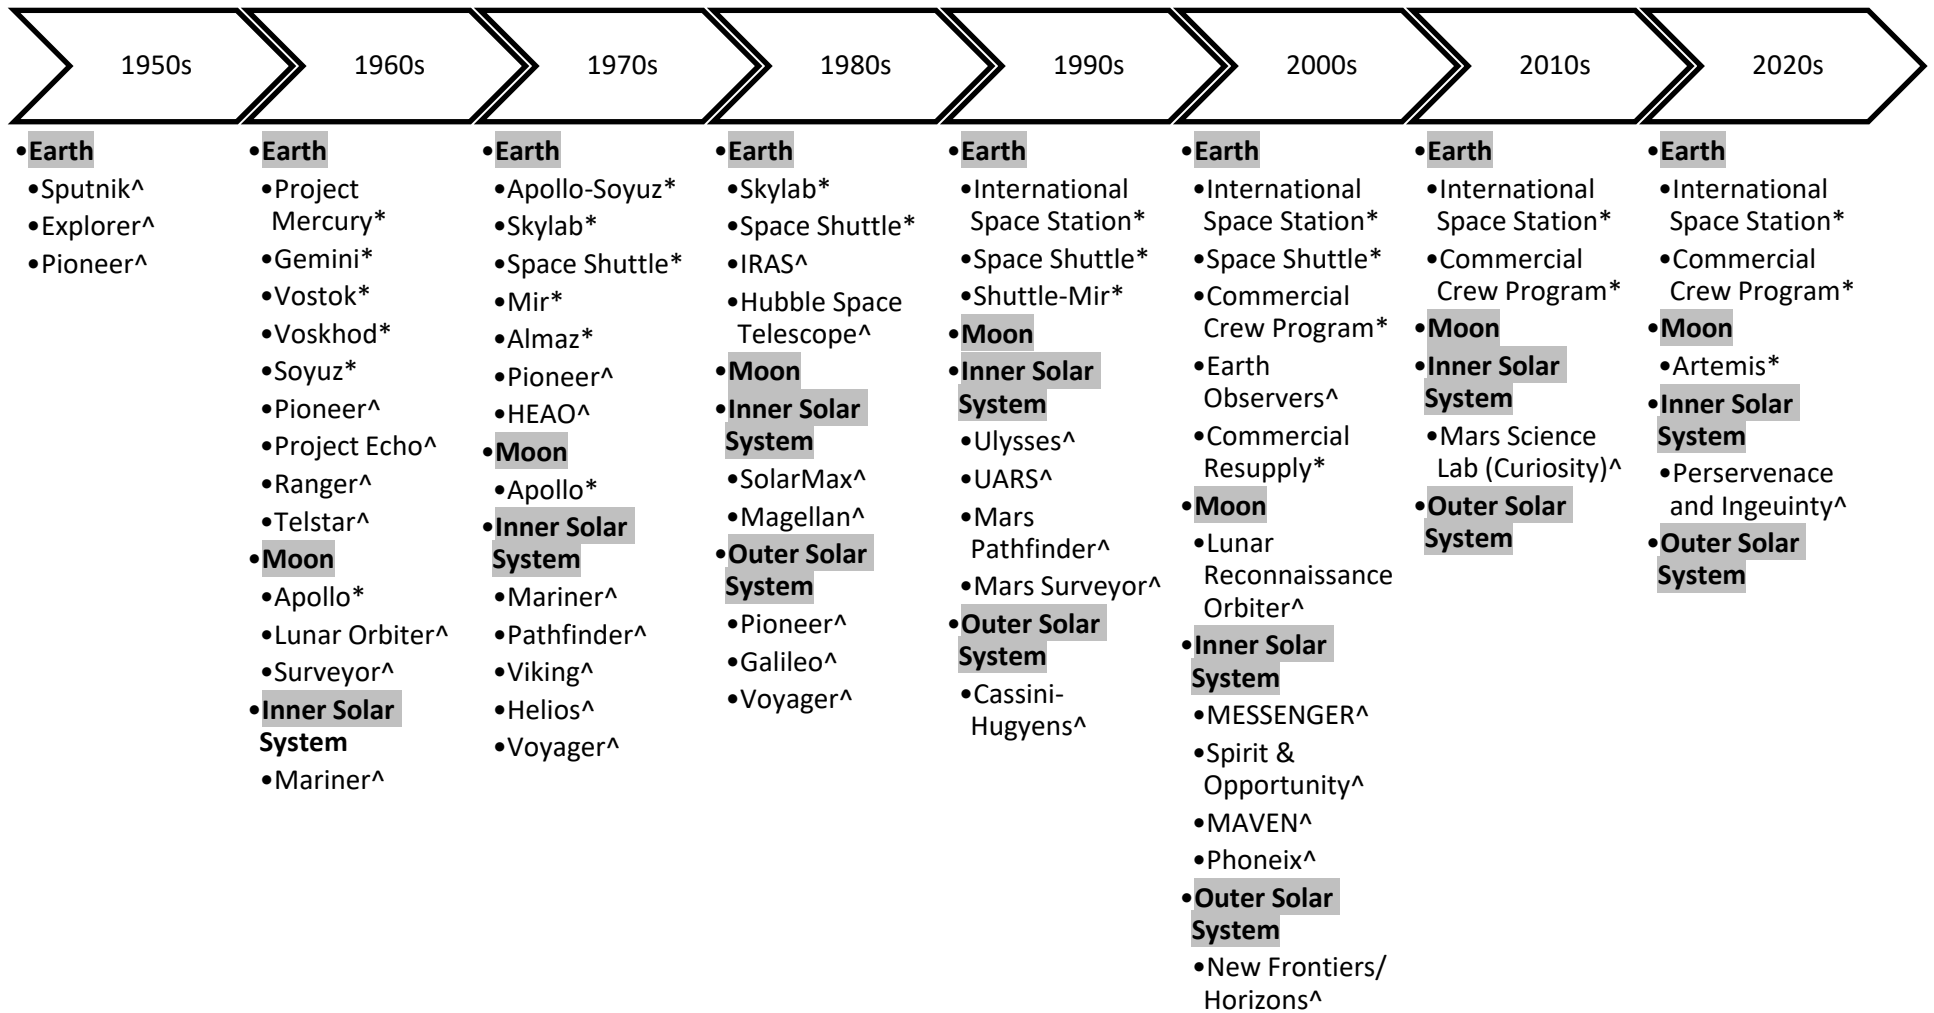 1950s
1960s
1970s
1980s
1990s
2000s
2010s
2020s
•Earth
•Sputnik^
•Explorer^
•Pioneer^
•Earth
•Project
Mercury*
•Gemini*
•Vostok*
•Voskhod*
•Soyuz*
•Pioneer^
•Project Echo^
•Ranger^
•Telstar^
•Moon
•Apollo*
•Lunar Orbiter^
•Surveyor^
•Inner Solar
System
•Mariner^
•Earth
•Apollo-Soyuz*
•Skylab*
•Space Shuttle*
•Mir*
•Almaz*
•Pioneer^
•HEAO^
•Moon
•Apollo*
•Inner Solar
System
•Mariner^
•Pathfinder^
•Viking^
•Helios^
•Voyager^
•Earth
•Skylab*
•Space Shuttle*
•IRAS^
•Hubble Space
Telescope^
•Moon
•Inner Solar
System
•SolarMax^
•Magellan^
•Outer Solar
System
•Pioneer^
•Galileo^
•Voyager^
•Earth
•International
Space Station*
•Space Shuttle*
•Shuttle-Mir*
•Moon
•Inner Solar
System
•Ulysses^
•UARS^
•Mars
Pathfinder^
•Mars Surveyor^
•Outer Solar
System
•Cassini-
Hugyens^
•Earth
•International
Space Station*
•Space Shuttle*
•Commercial
Crew Program*
•Earth
Observers^
•Commercial
Resupply*
•Moon
•Lunar
Reconnaissance
Orbiter^
•Inner Solar
System
•MESSENGER^
•Spirit &
Opportunity^
•MAVEN^
•Phoneix^
•Outer Solar
System
•New Frontiers/
Horizons^
•Earth
•International
Space Station*
•Commercial
Crew Program*
•Moon
•Inner Solar
System
•Mars Science
Lab (Curiosity)^
•Outer Solar
System
•Earth
•International
Space Station*
•Commercial
Crew Program*
•Moon
•Artemis*
•Inner Solar
System
•Perservenace
and Ingeuinty^
•Outer Solar
System